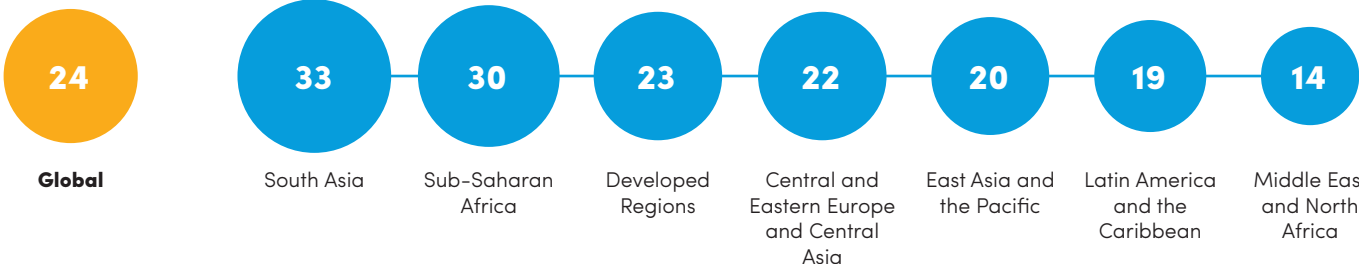 24
33
30
23
22
20
19
14
Global
South Asia
Sub-Saharan
Africa
Developed
Regions
Central and
Eastern Europe
and Central
Asia
East Asia and
the Pacific
Latin America
and the
Caribbean
Middle Eas
and North
Africa